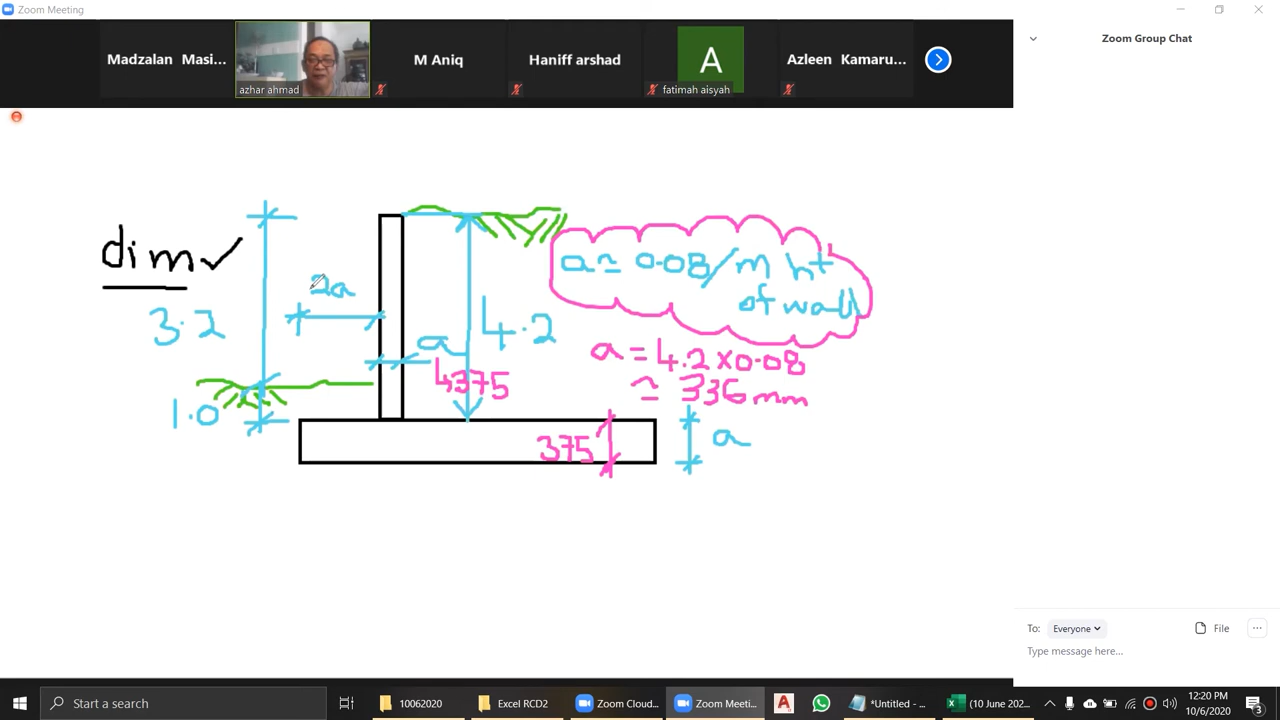 Zoom Meeting
Madzalan Masi...
azhar ahmad
M Aniq
Haniff arshad
A
fatimah aisyah
Azleen Kamaru...
Zoom Group Chat
dim
3.2
1.0
2a
a
375
4.2
a ≃ 0.08/m ht
of wall
a = 4.2 x 0.08
≃ 336 mm
375
a
To: Everyone
File
Type message here...
Start a search
10062020
Excel RCD2
Zoom Cloud...
Zoom Meeti...
*Untitled - ...
(10 June 202...
12:20 PM
10/6/2020
3